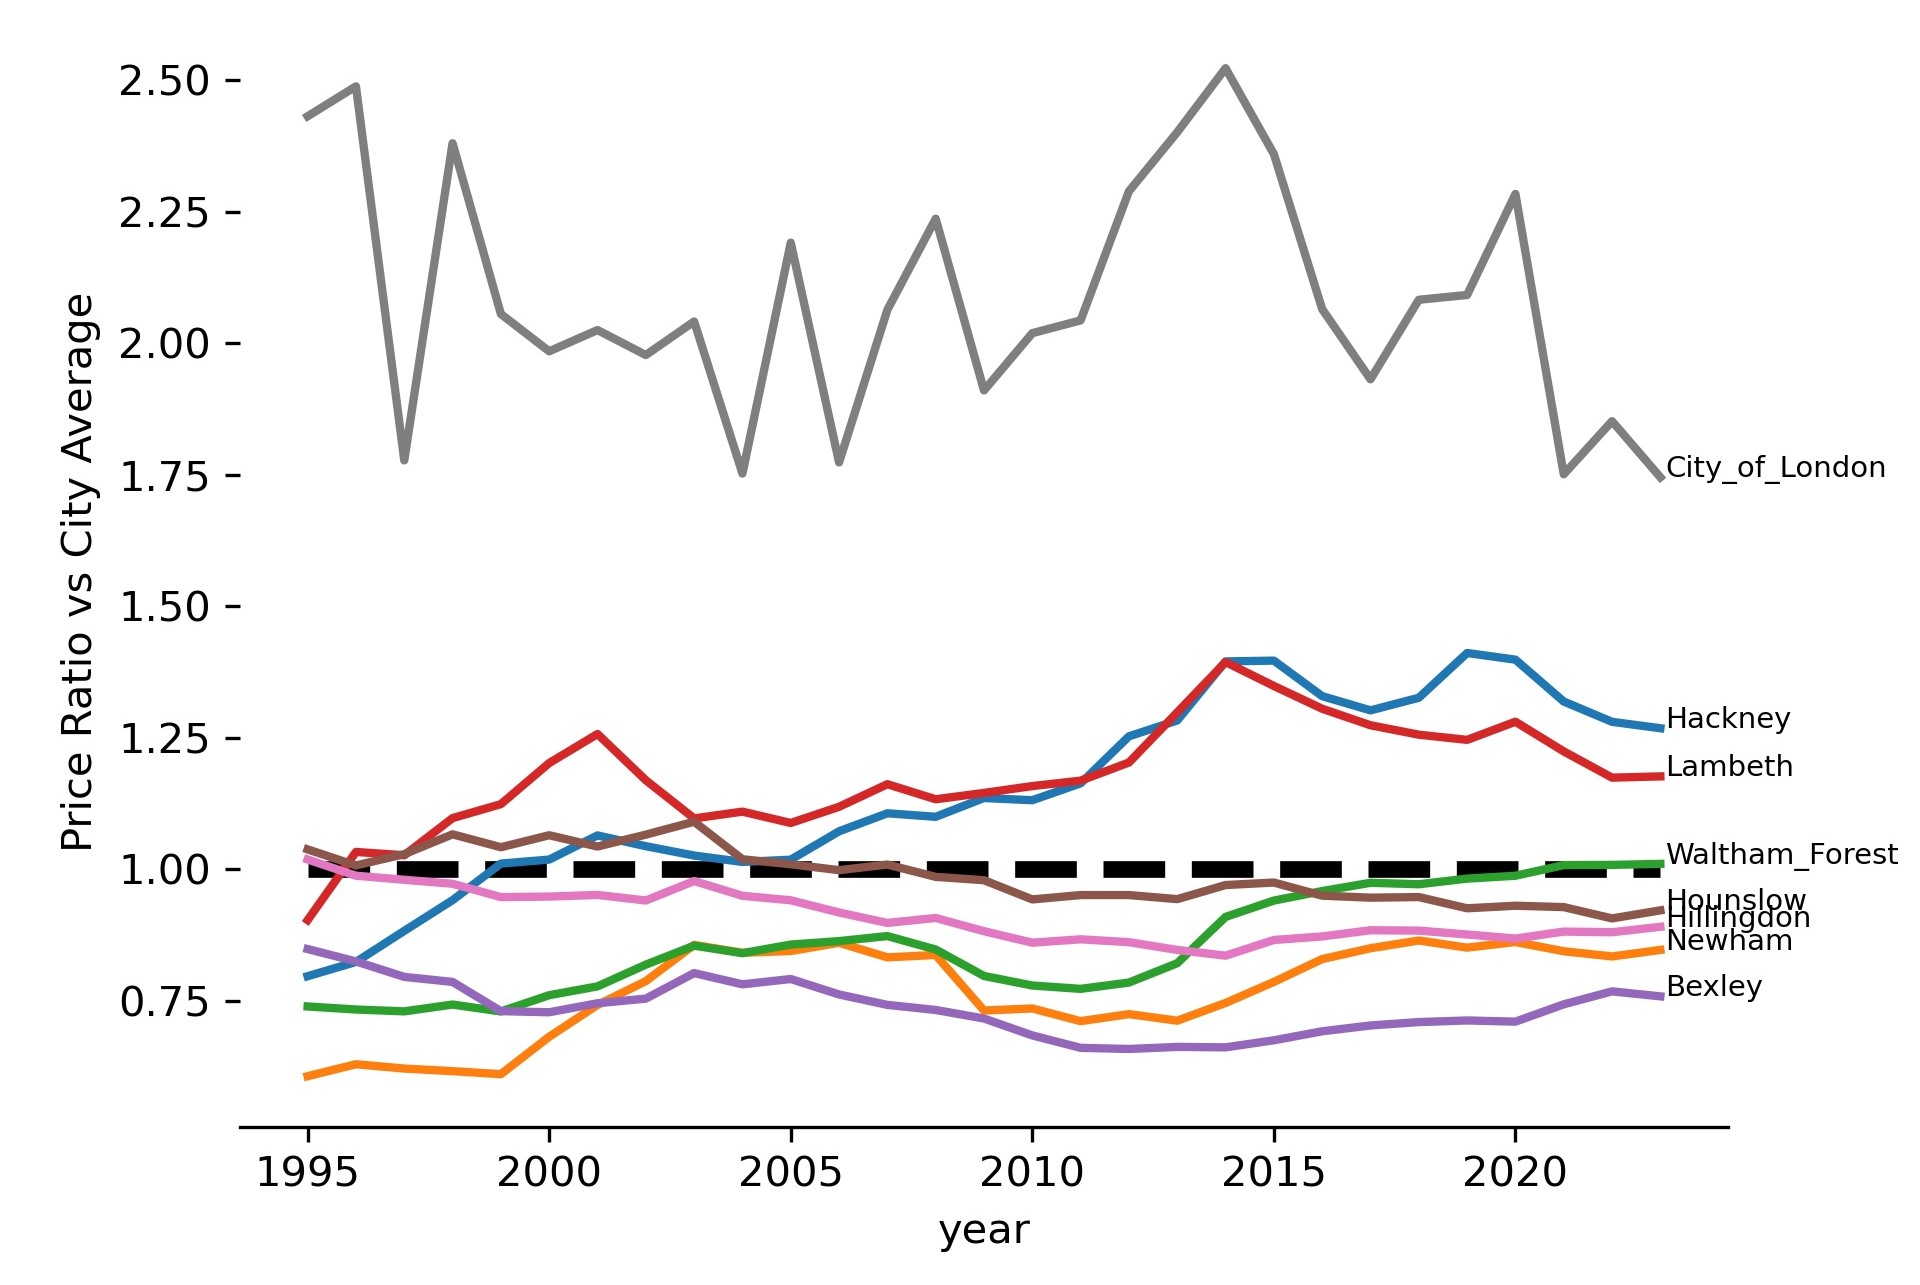 2.50
2.25
2.00
1.75
1.50
1.25
1.00
0.75
Price Ratio vs City Average
City_of_London
Hackney
Lambeth
Waltham_Forest
Hounslow
Hillingdon
Newham
Bexley
1995 2000 2005 2010 2015 2020
year